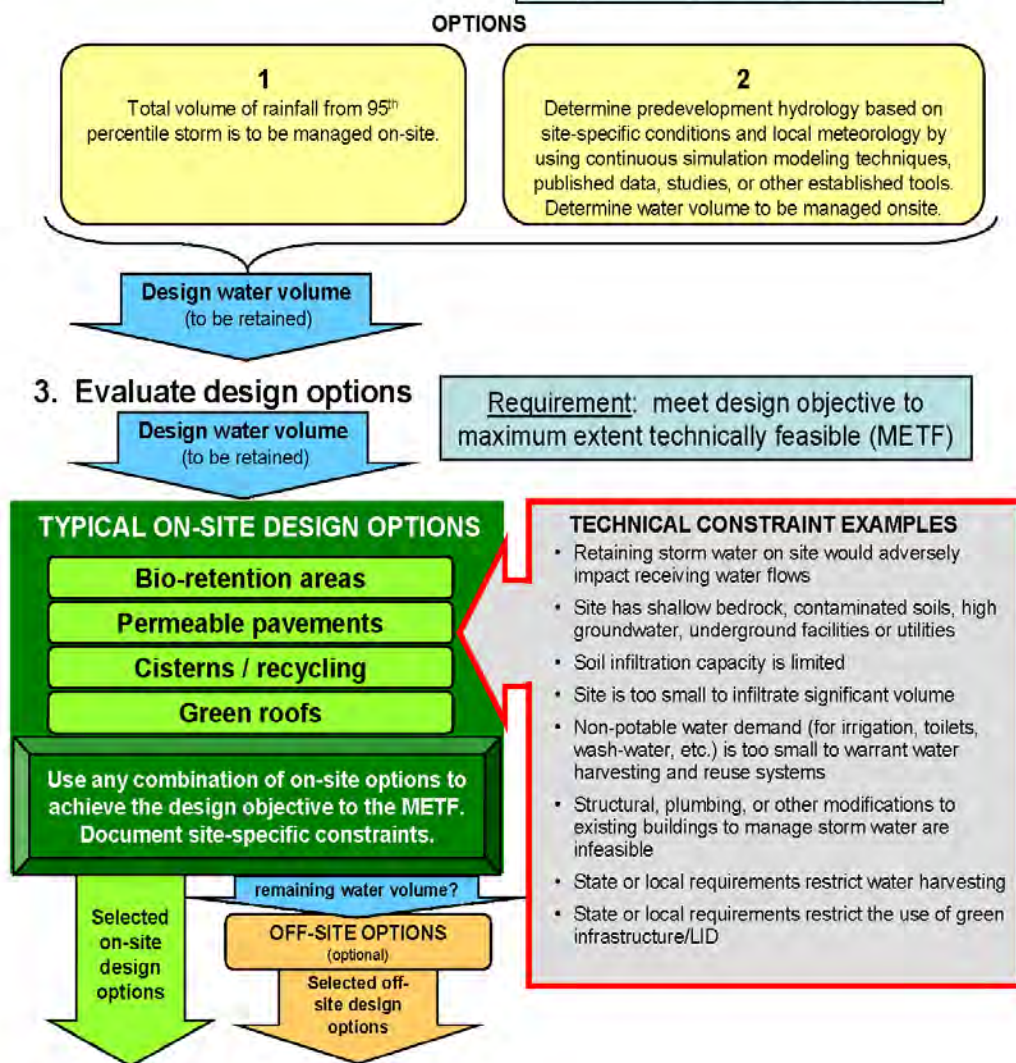 OPTIONS
1
Total volume of rainfall from 95th
percentile storm is to be managed on-site.
2
Determine predevelopment hydrology based on
site-specific conditions and local meteorology by
using continuous simulation modeling techniques,
published data, studies, or other established tools.
Determine water volume to be managed onsite.
Design water volume
(to be retained)
3. Evaluate design options
Requirement: meet design objective to
maximum extent technically feasible (METF)
Design water volume
(to be retained)
TYPICAL ON-SITE DESIGN OPTIONS
Bio-retention areas
Permeable pavements
Cisterns / recycling
Green roofs
Use any combination of on-site options to
achieve the design objective to the METF.
Document site-specific constraints.
TECHNICAL CONSTRAINT EXAMPLES
• Retaining storm water on site would adversely
impact receiving water flows
• Site has shallow bedrock, contaminated soils, high
groundwater, underground facilities or utilities
• Soil infiltration capacity is limited
• Site is too small to infiltrate significant volume
• Non-potable water demand (for irrigation, toilets,
wash-water, etc.) is too small to warrant water
harvesting and reuse systems
• Structural, plumbing, or other modifications to
existing buildings to manage storm water are
infeasible
• State or local requirements restrict water harvesting
• State or local requirements restrict the use of green
infrastructure/LID
remaining water volume?
Selected
on-site
design
options
OFF-SITE OPTIONS
(optional)
Selected off-
site design
options